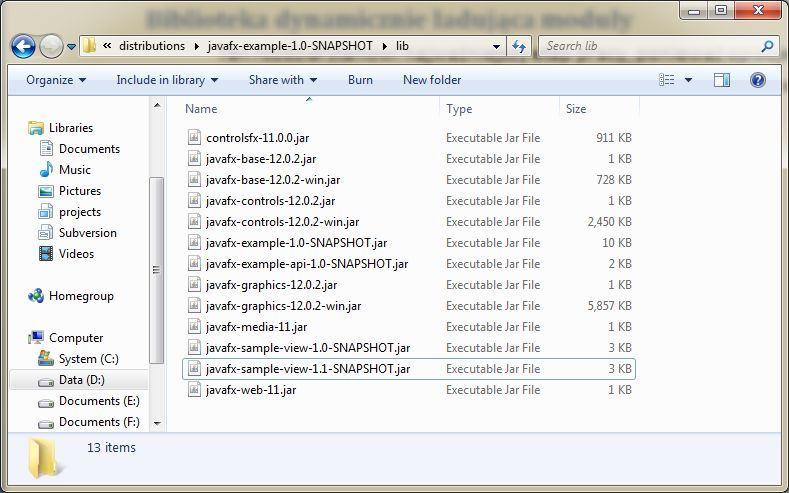 Biblioteka dynamicznie ładująca moduły
« distributions ▸ javafx-example-1.0-SNAPSHOT ▸ lib
Search lib
Organize Include in library Share with Burn New folder
Name Type Size
Libraries
Documents
Music
Pictures
projects
Subversion
Videos
Homegroup
Computer
System (C:)
Data (D:)
Documents (E:)
Documents (F:)
controlsfx-11.0.0.jar Executable Jar File 911 KB
javafx-base-12.0.2.jar Executable Jar File 1 KB
javafx-base-12.0.2-win.jar Executable Jar File 728 KB
javafx-controls-12.0.2.jar Executable Jar File 1 KB
javafx-controls-12.0.2-win.jar Executable Jar File 2,450 KB
javafx-example-1.0-SNAPSHOT.jar Executable Jar File 10 KB
javafx-example-api-1.0-SNAPSHOT.jar Executable Jar File 2 KB
javafx-graphics-12.0.2.jar Executable Jar File 1 KB
javafx-graphics-12.0.2-win.jar Executable Jar File 5,857 KB
javafx-media-11.jar Executable Jar File 1 KB
javafx-sample-view-1.0-SNAPSHOT.jar Executable Jar File 3 KB
javafx-sample-view-1.1-SNAPSHOT.jar Executable Jar File 3 KB
javafx-web-11.jar Executable Jar File 1 KB
13 items